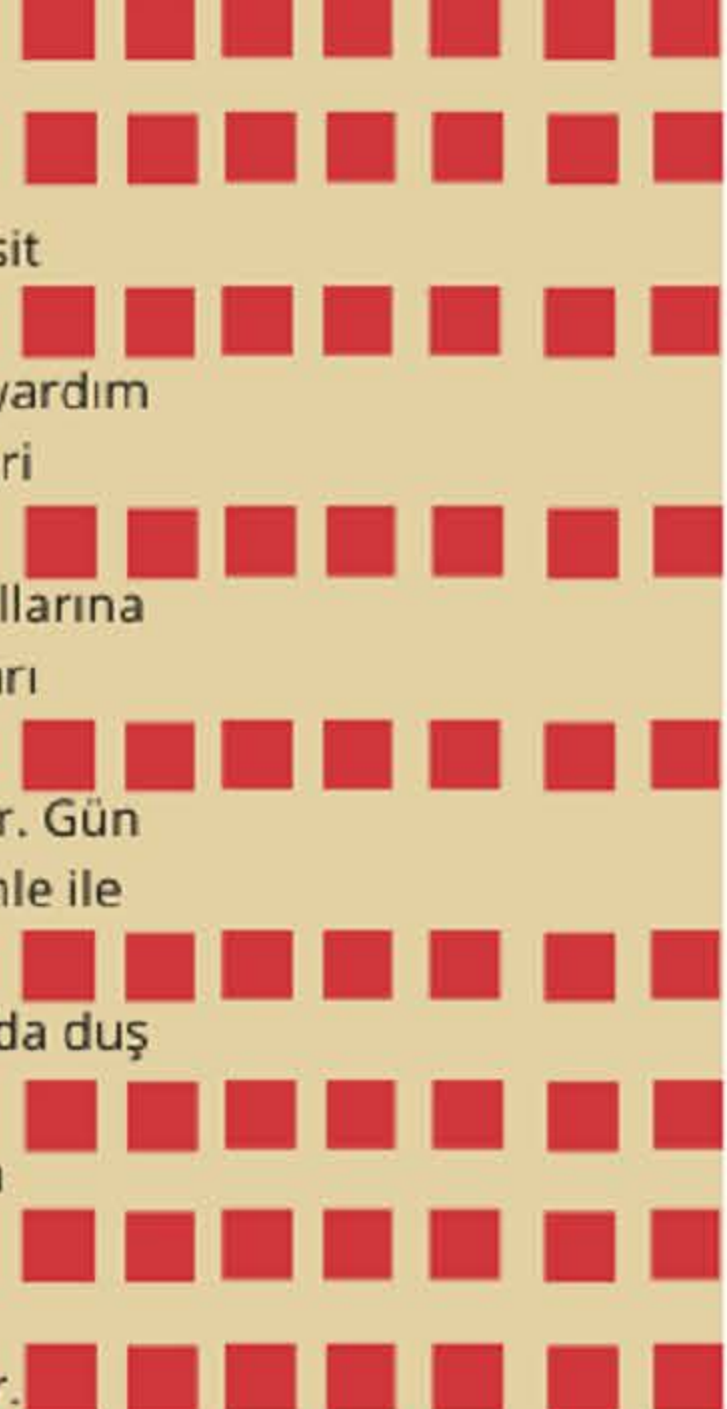 sit
yardım
ri
llarına
arı
r. Gün
nle ile
da duş
r.